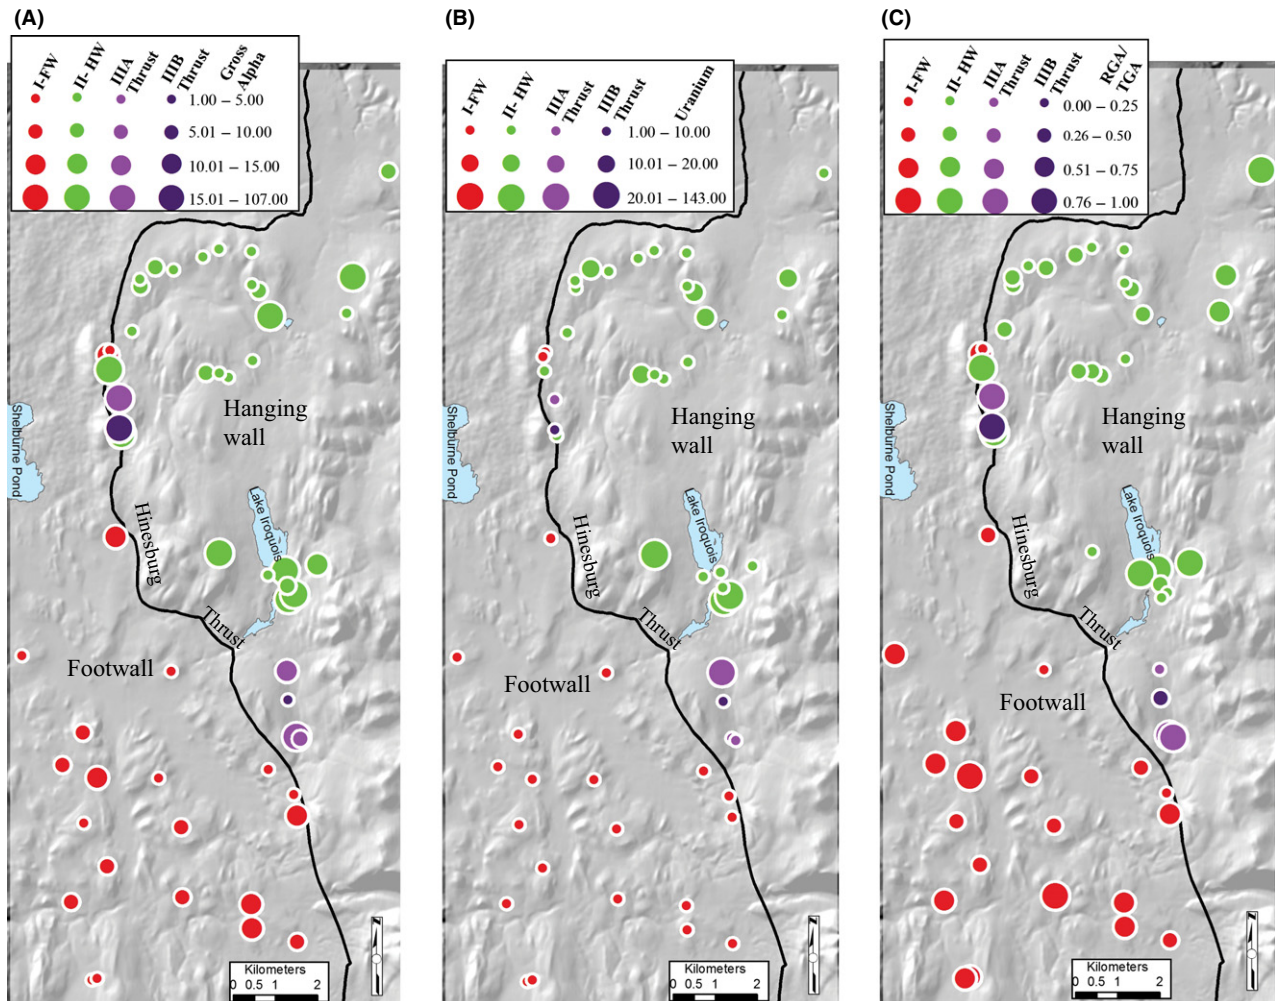 (A)
I-FW II- HW IIIA Thrust IIIB Thrust Gross Alpha
1.00 – 5.00
5.01 – 10.00
10.01 – 15.00
15.01 – 107.00
Hanging
wall
Shelburne Pond
Lake Iroquois
Hinesburg
Thrust
Footwall
Kilometers
0 0.5 1 2
(B)
I-FW II- HW IIIA Thrust IIIB Thrust Uranium
1.00 – 10.00
10.01 – 20.00
20.01 – 143.00
Hanging
wall
Shelburne Pond
Lake Iroquois
Hinesburg
Thrust
Footwall
Kilometers
0 0.5 1 2
(C)
I-FW II- HW IIIA Thrust IIIB Thrust RGA/ TGA
0.00 – 0.25
0.26 – 0.50
0.51 – 0.75
0.76 – 1.00
Hanging
wall
Shelburne Pond
Lake Iroquois
Hinesburg
Thrust
Footwall
Kilometers
0 0.5 1 2